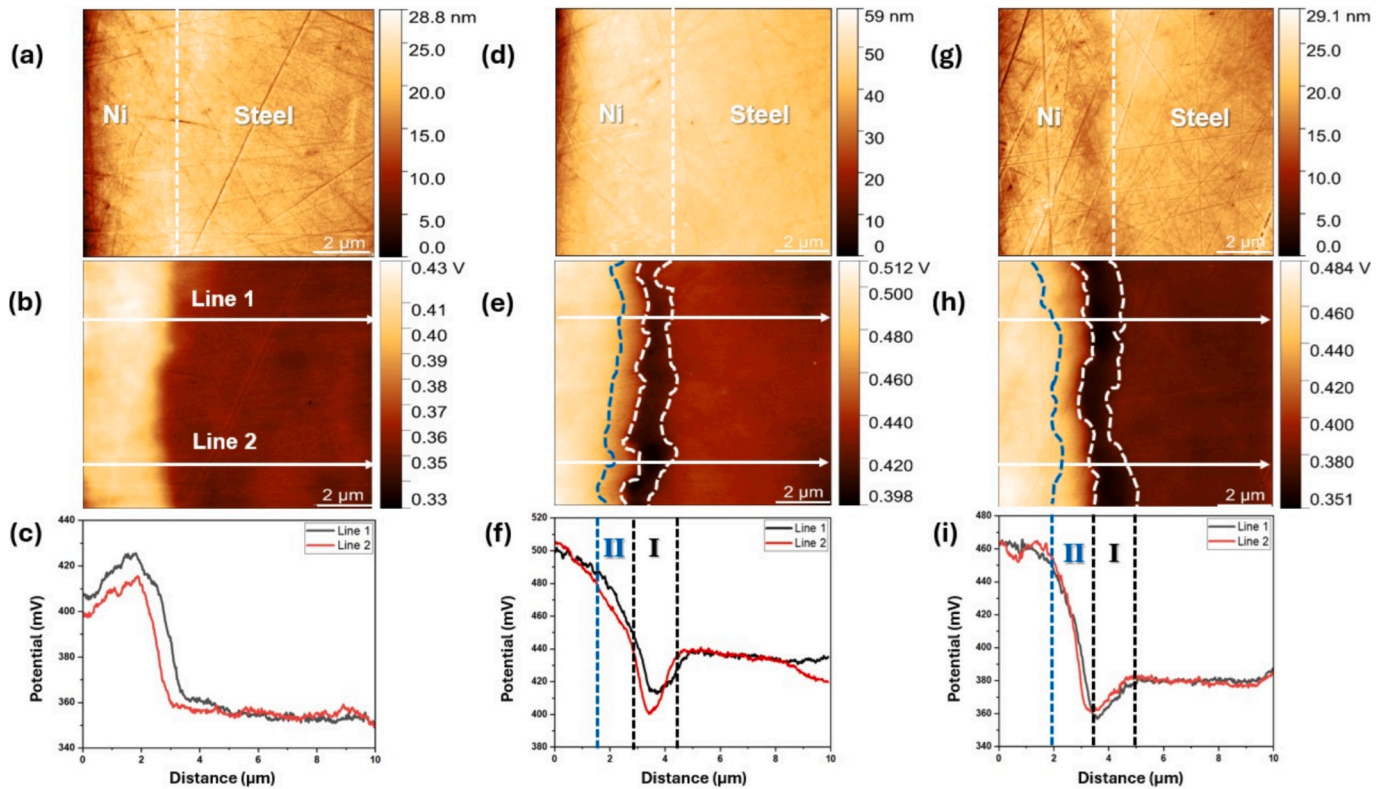 (a)
Ni
Steel
2 µm
28.8 nm
25.0
20.0
15.0
10.0
5.0
0.0
(d)
Ni
Steel
2 µm
59 nm
50
40
30
20
10
0
(g)
Ni
Steel
2 µm
29.1 nm
25.0
20.0
15.0
10.0
5.0
0.0
(b)
Line 1
Line 2
2 µm
0.43 V
0.41
0.40
0.39
0.38
0.37
0.36
0.35
0.33
(e)
2 µm
0.512 V
0.500
0.480
0.460
0.440
0.420
0.398
(h)
2 µm
0.484 V
0.460
0.440
0.420
0.400
0.380
0.351
(c)
Potential (mV)
440
420
400
380
360
340
Line 1
Line 2
0 2 4 6 8 10
Distance (µm)
(f)
Potential (mV)
520
500
480
460
440
420
400
380
II
I
Line 1
Line 2
0 2 4 6 8 10
Distance (µm)
(i)
Potential (mV)
480
460
440
420
400
380
360
340
II
I
Line 1
Line 2
0 2 4 6 8 10
Distance (µm)